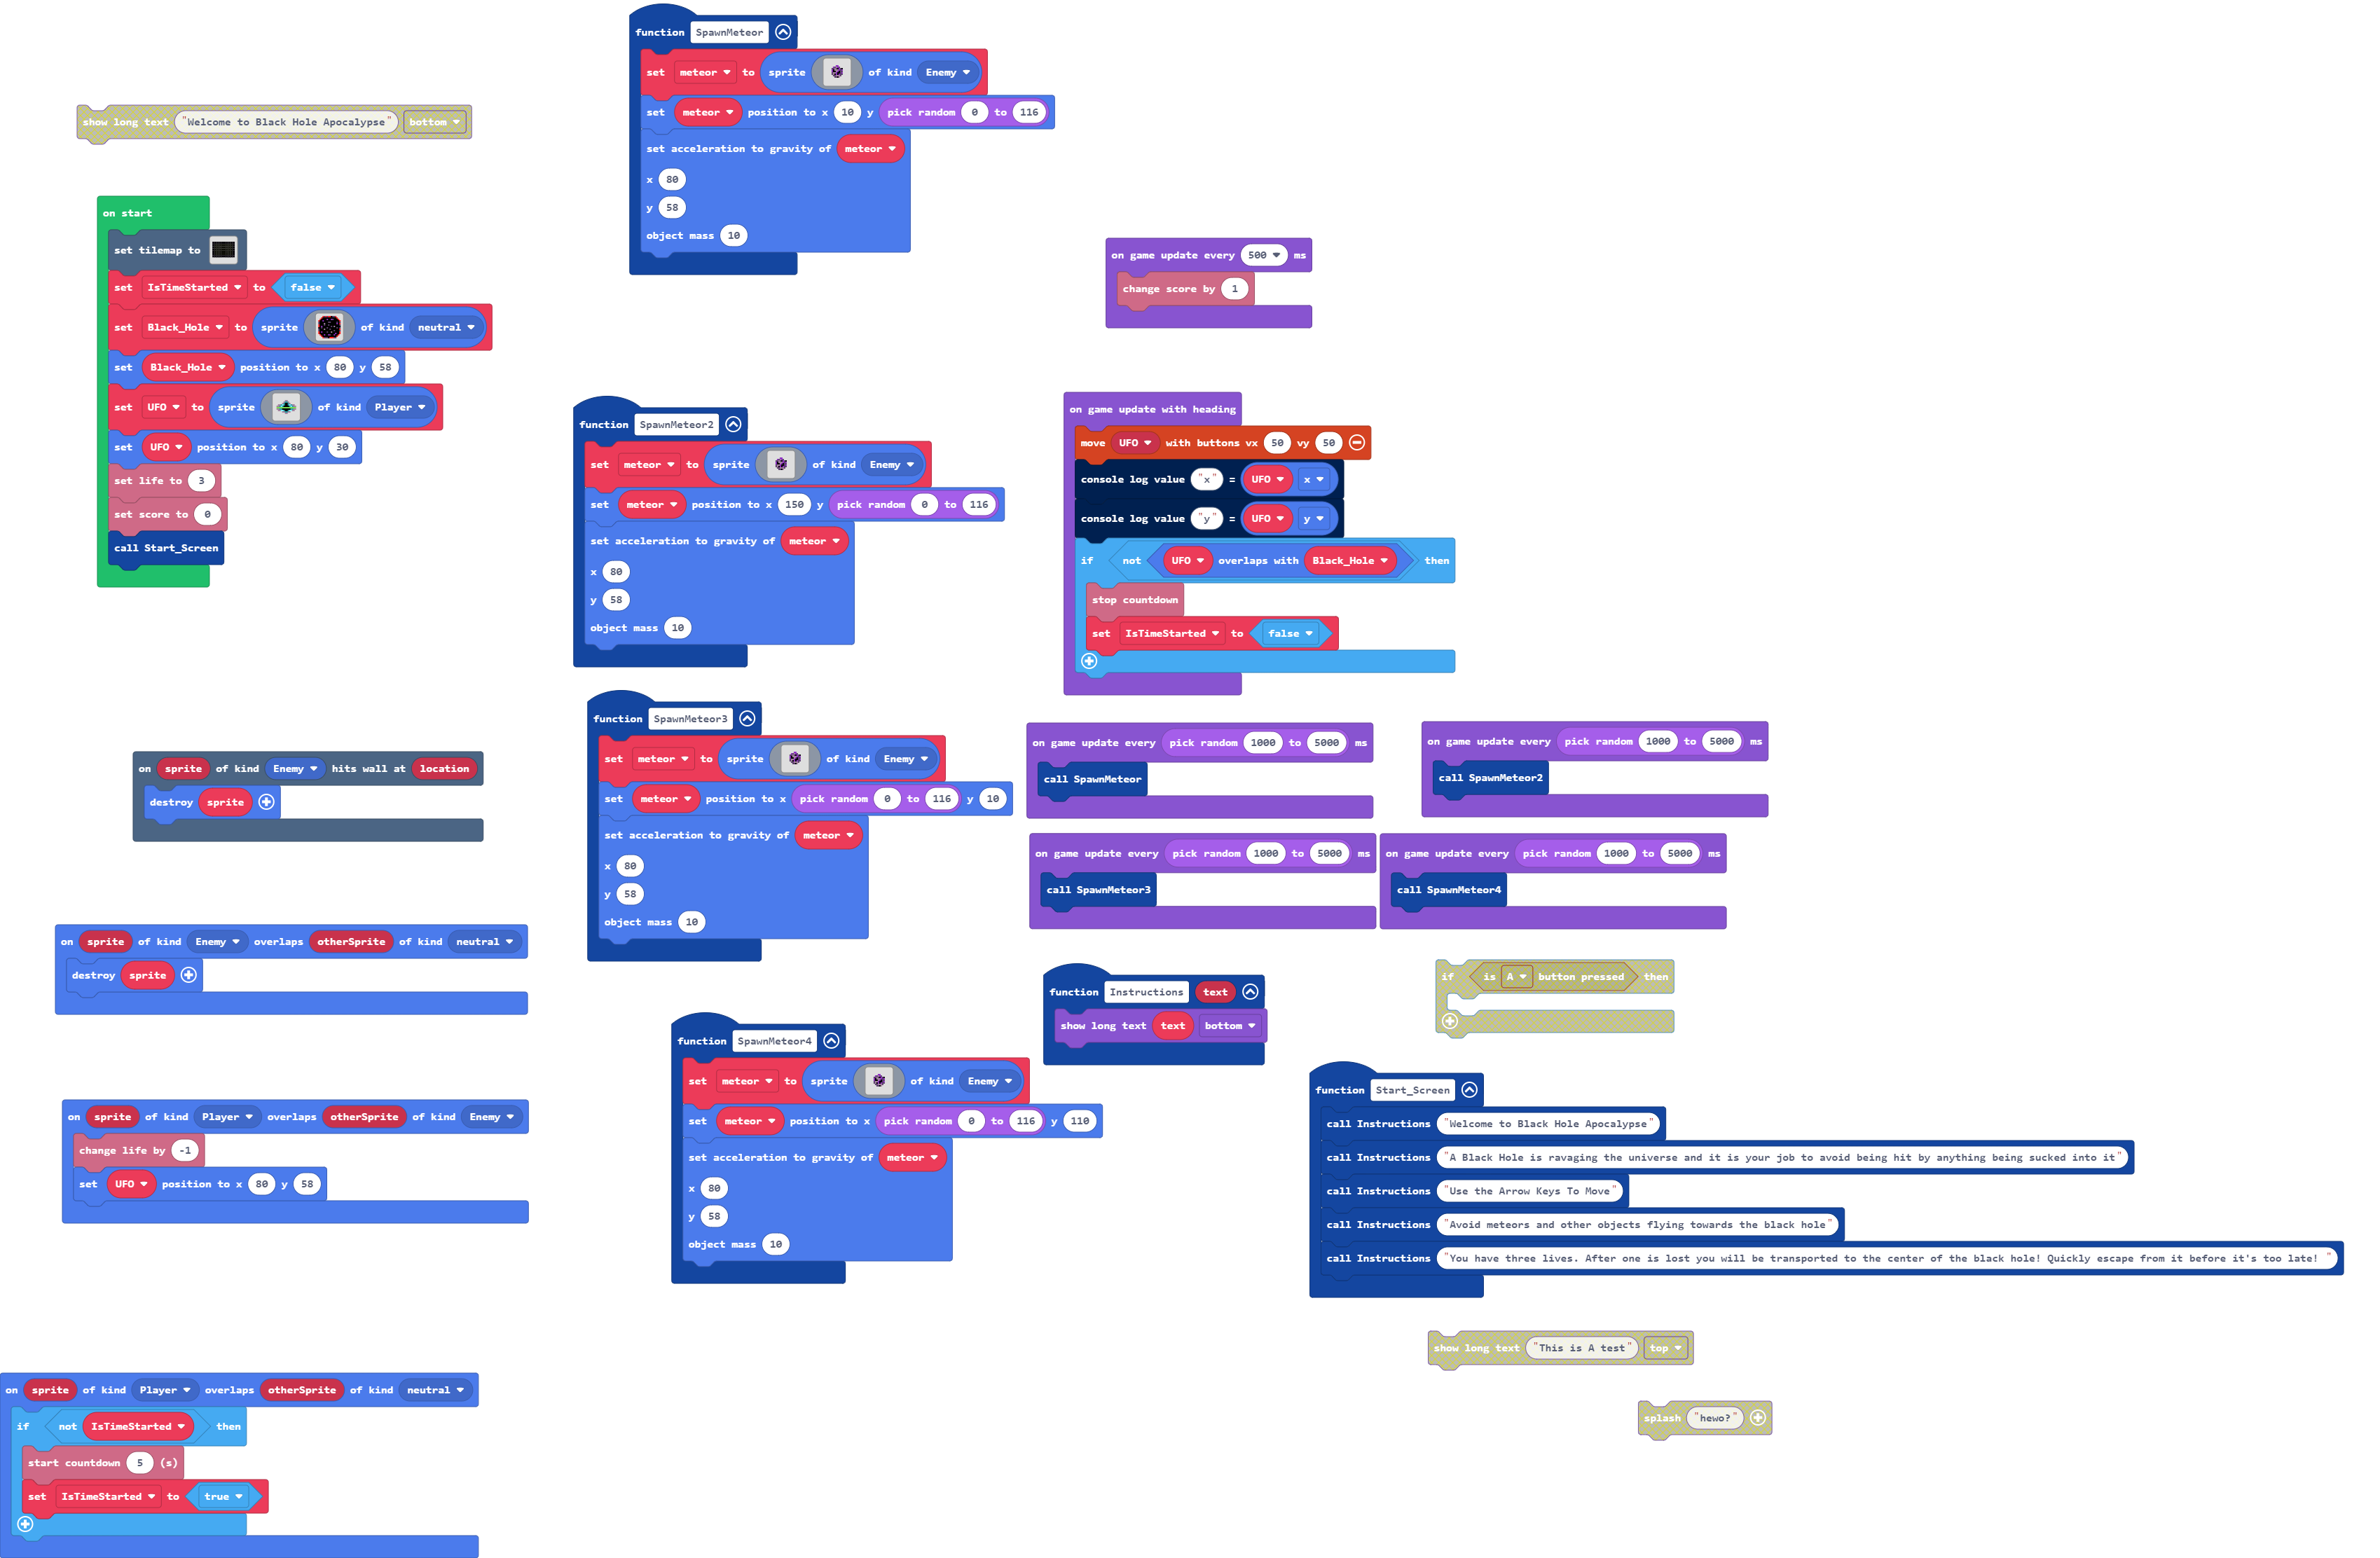 show long text "Welcome to Black Hole Apocalypse" bottom
on start
set tilemap to
set IsTimeStarted to false
set Black_Hole to sprite of kind neutral
set Black_Hole position to x 80 y 58
set UFO to sprite of kind Player
set UFO position to x 80 y 30
set life to 3
set score to 0
call Start_Screen
on sprite of kind Enemy hits wall at location
destroy sprite
on sprite of kind Enemy overlaps otherSprite of kind neutral
destroy sprite
on sprite of kind Player overlaps otherSprite of kind Enemy
change life by -1
set UFO position to x 80 y 58
on sprite of kind Player overlaps otherSprite of kind neutral
if not IsTimeStarted then
start countdown 5 (s)
set IsTimeStarted to true
function SpawnMeteor
set meteor to sprite of kind Enemy
set meteor position to x 10 y pick random 0 to 116
set acceleration to gravity of meteor
x 80
y 58
object mass 10
function SpawnMeteor2
set meteor to sprite of kind Enemy
set meteor position to x 150 y pick random 0 to 116
set acceleration to gravity of meteor
x 80
y 58
object mass 10
function SpawnMeteor3
set meteor to sprite of kind Enemy
set meteor position to x pick random 0 to 116 y 10
set acceleration to gravity of meteor
x 80
y 58
object mass 10
function SpawnMeteor4
set meteor to sprite of kind Enemy
set meteor position to x pick random 0 to 116 y 110
set acceleration to gravity of meteor
x 80
y 58
object mass 10
on game update every 500 ms
change score by 1
on game update with heading
move UFO with buttons vx 50 vy 50
console log value "x" = UFO x
console log value "y" = UFO y
if not UFO overlaps with Black_Hole then
stop countdown
set IsTimeStarted to false
on game update every pick random 1000 to 5000 ms
call SpawnMeteor
on game update every pick random 1000 to 5000 ms
call SpawnMeteor2
on game update every pick random 1000 to 5000 ms
call SpawnMeteor3
on game update every pick random 1000 to 5000 ms
call SpawnMeteor4
if is A button pressed then
function Instructions text
show long text text bottom
function Start_Screen
call Instructions "Welcome to Black Hole Apocalypse"
call Instructions "A Black Hole is ravaging the universe and it is your job to avoid being hit by anything being sucked into it"
call Instructions "Use the Arrow Keys To Move"
call Instructions "Avoid meteors and other objects flying towards the black hole"
call Instructions "You have three lives. After one is lost you will be transported to the center of the black hole! Quickly escape from it before it's too late! "
show long text "This is A test" top
splash "hewo?"